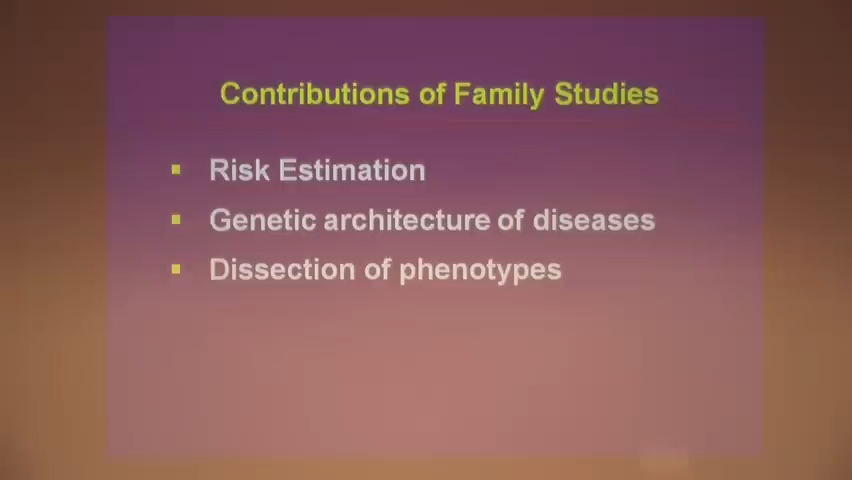 Contributions of Family Studies
▪ Risk Estimation
▪ Genetic architecture of diseases
▪ Dissection of phenotypes